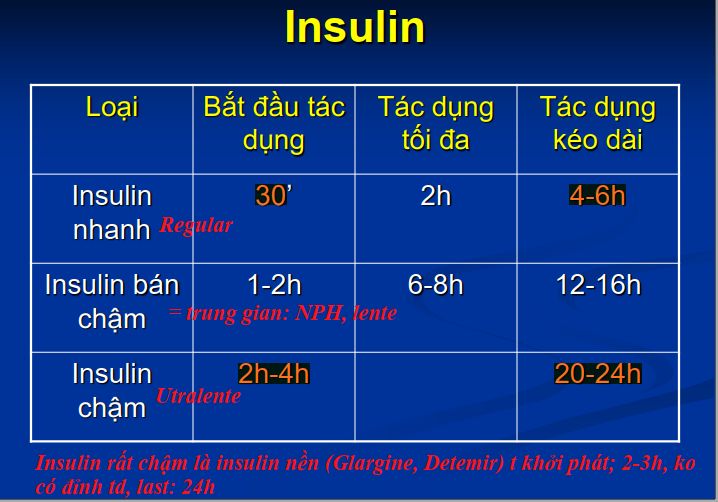 Insulin
Loại
Bắt đầu tác
dụng
Tác dụng
tối đa
Tác dụng
kéo dài
Insulin
nhanh
Regular
30’
2h
4-6h
Insulin bán
chậm
= trung gian: NPH, lente
1-2h
6-8h
12-16h
Insulin
chậm
Utralente
2h-4h
20-24h
Insulin rất chậm là insulin nền (Glargine, Detemir) t khởi phát; 2-3h, ko
có đỉnh td, last: 24h